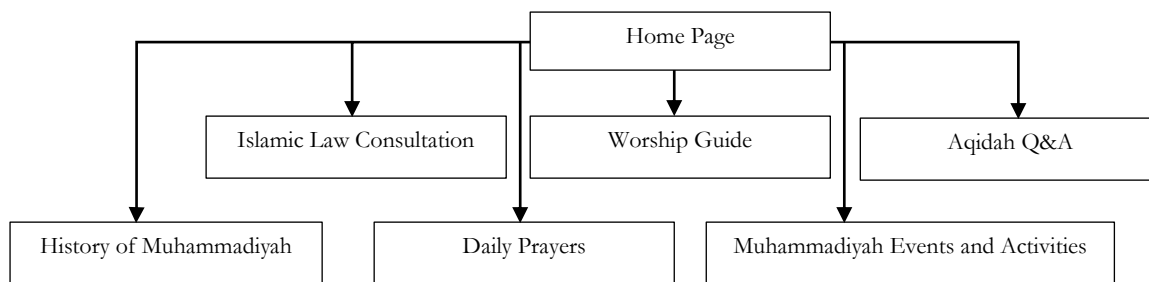 Home Page
Islamic Law Consultation
Worship Guide
Aqidah Q&A
History of Muhammadiyah
Daily Prayers
Muhammadiyah Events and Activities